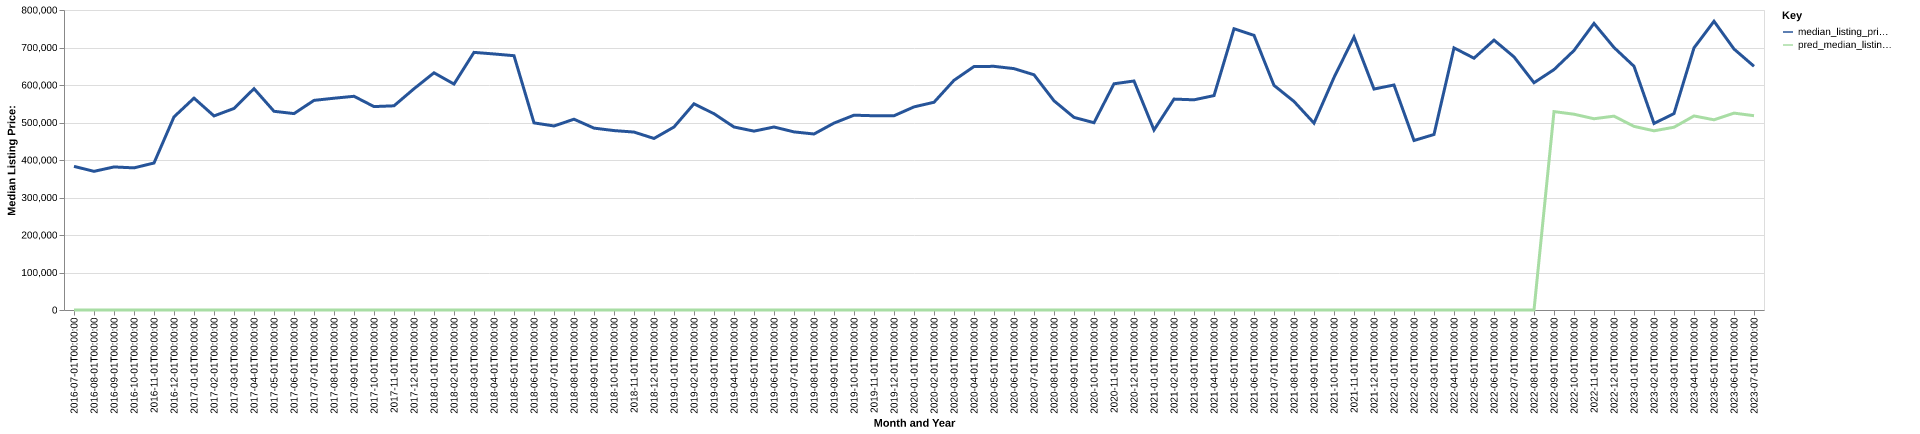 800,000
700,000
600,000
500,000
400,000
300,000
200,000
100,000
0
Median Listing Price:
2016-07-01T00:00:00
2016-08-01T00:00:00
2016-09-01T00:00:00
2016-10-01T00:00:00
2016-11-01T00:00:00
2016-12-01T00:00:00
2017-01-01T00:00:00
2017-02-01T00:00:00
2017-03-01T00:00:00
2017-04-01T00:00:00
2017-05-01T00:00:00
2017-06-01T00:00:00
2017-07-01T00:00:00
2017-08-01T00:00:00
2017-09-01T00:00:00
2017-10-01T00:00:00
2017-11-01T00:00:00
2017-12-01T00:00:00
2018-01-01T00:00:00
2018-02-01T00:00:00
2018-03-01T00:00:00
2018-04-01T00:00:00
2018-05-01T00:00:00
2018-06-01T00:00:00
2018-07-01T00:00:00
2018-08-01T00:00:00
2018-09-01T00:00:00
2018-10-01T00:00:00
2018-11-01T00:00:00
2018-12-01T00:00:00
2019-01-01T00:00:00
2019-02-01T00:00:00
2019-03-01T00:00:00
2019-04-01T00:00:00
2019-05-01T00:00:00
2019-06-01T00:00:00
2019-07-01T00:00:00
2019-08-01T00:00:00
2019-09-01T00:00:00
2019-10-01T00:00:00
2019-11-01T00:00:00
2019-12-01T00:00:00
2020-01-01T00:00:00
2020-02-01T00:00:00
2020-03-01T00:00:00
2020-04-01T00:00:00
2020-05-01T00:00:00
2020-06-01T00:00:00
2020-07-01T00:00:00
2020-08-01T00:00:00
2020-09-01T00:00:00
2020-10-01T00:00:00
2020-11-01T00:00:00
2020-12-01T00:00:00
2021-01-01T00:00:00
2021-02-01T00:00:00
2021-03-01T00:00:00
2021-04-01T00:00:00
2021-05-01T00:00:00
2021-06-01T00:00:00
2021-07-01T00:00:00
2021-08-01T00:00:00
2021-09-01T00:00:00
2021-10-01T00:00:00
2021-11-01T00:00:00
2021-12-01T00:00:00
2022-01-01T00:00:00
2022-02-01T00:00:00
2022-03-01T00:00:00
2022-04-01T00:00:00
2022-05-01T00:00:00
2022-06-01T00:00:00
2022-07-01T00:00:00
2022-08-01T00:00:00
2022-09-01T00:00:00
2022-10-01T00:00:00
2022-11-01T00:00:00
2022-12-01T00:00:00
2023-01-01T00:00:00
2023-02-01T00:00:00
2023-03-01T00:00:00
2023-04-01T00:00:00
2023-05-01T00:00:00
2023-06-01T00:00:00
2023-07-01T00:00:00
Month and Year
Key
median_listing_pri…
pred_median_listin…